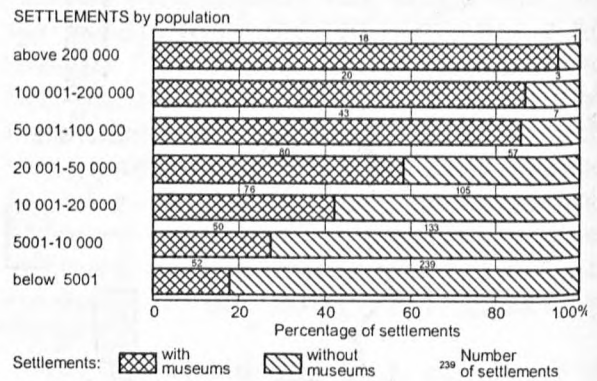 SETTLEMENTS by population
18 1
above 200 000
20 3
100 001-200 000
43 7
50 001-100 000
80 57
20 001-50 000
76 105
10 001-20 000
50 133
5001-10 000
52 239
below 5001
0 20 40 60 80 100%
Percentage of settlements
Settlements: with museums without museums 239 Number of settlements